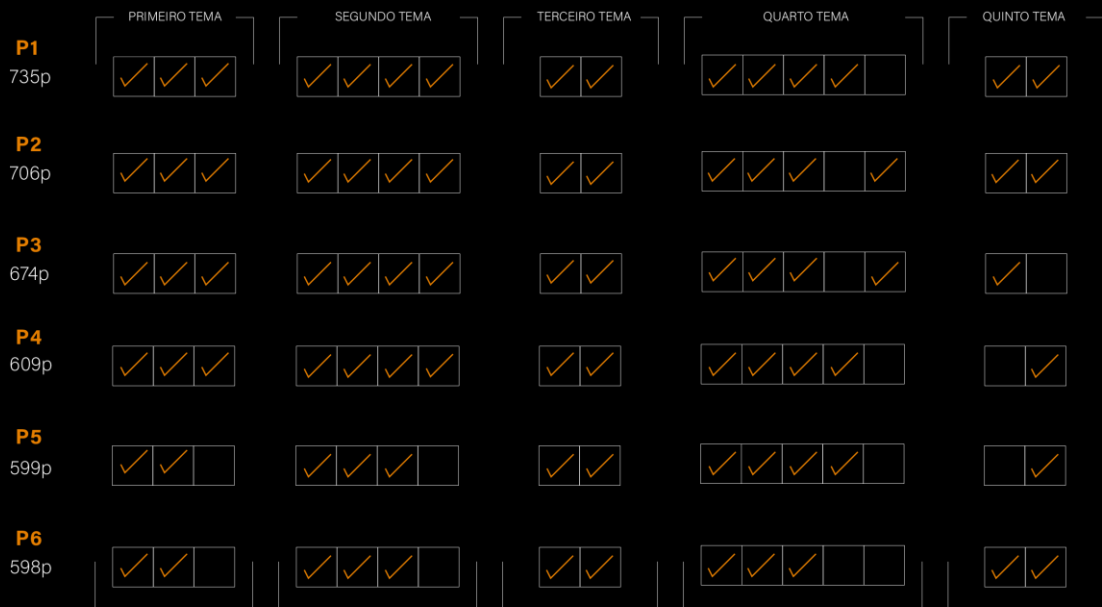 PRIMEIRO TEMA SEGUNDO TEMA TERCEIRO TEMA QUARTO TEMA QUINTO TEMA
P1
735p
P2
706p
P3
674p
P4
609p
P5
599p
P6
598p